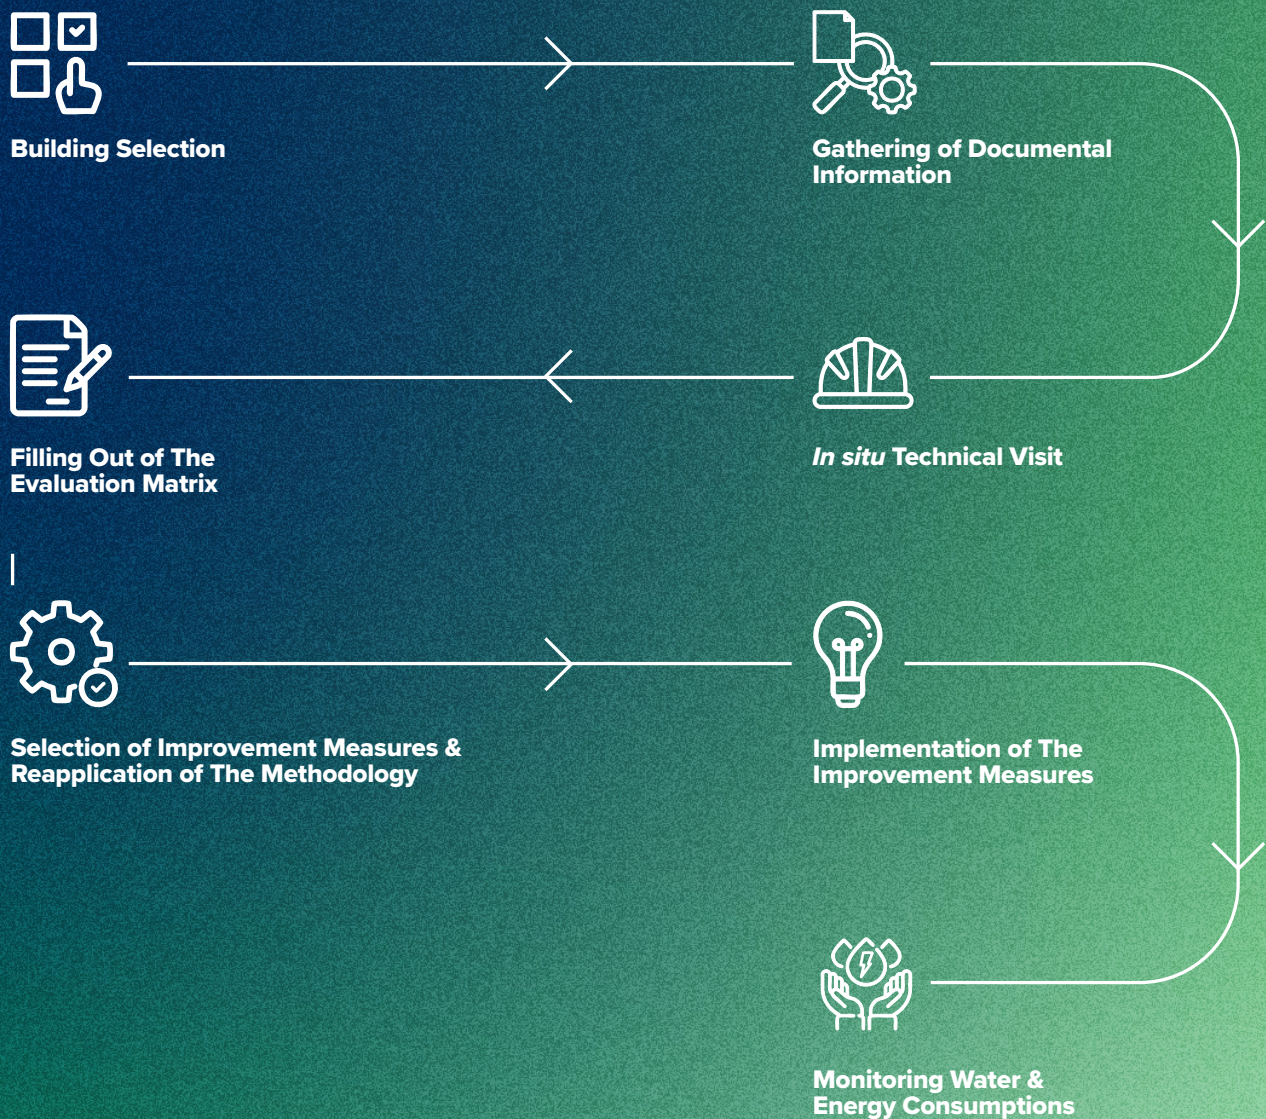 Building Selection
Gathering of Documental
Information
In situ Technical Visit
Filling Out of The
Evaluation Matrix
Selection of Improvement Measures &
Reapplication of The Methodology
Implementation of The
Improvement Measures
Monitoring Water &
Energy Consumptions